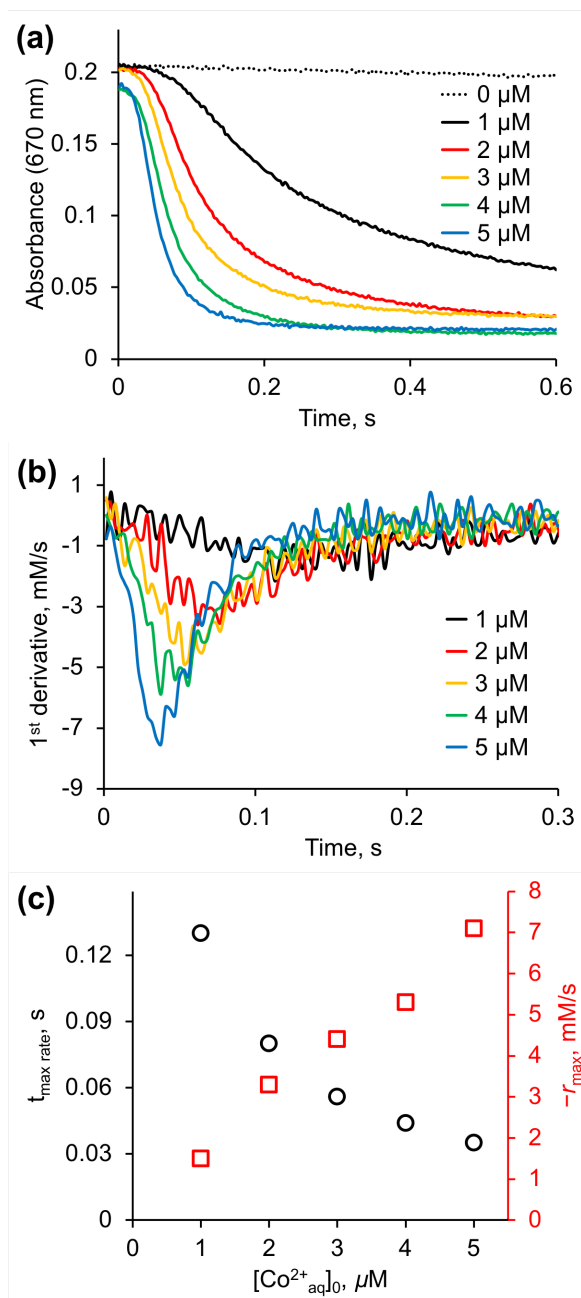 (a)
Absorbance (670 nm)
0.2
0.15
0.1
0.05
0
0 μM
1 μM
2 μM
3 μM
4 μM
5 μM
0
0.2
0.4
0.6
Time, s
(b)
1st derivative, mM/s
1
-1
-3
-5
-7
-9
1 μM
2 μM
3 μM
4 μM
5 μM
0
0.1
0.2
0.3
Time, s
(c)
tmax rate, s
0.12
0.09
0.06
0.03
0
8
7
6
5
4
3
2
1
0
−rmax, mM/s
0
1
2
3
4
5
[Co2+aq]0, μM